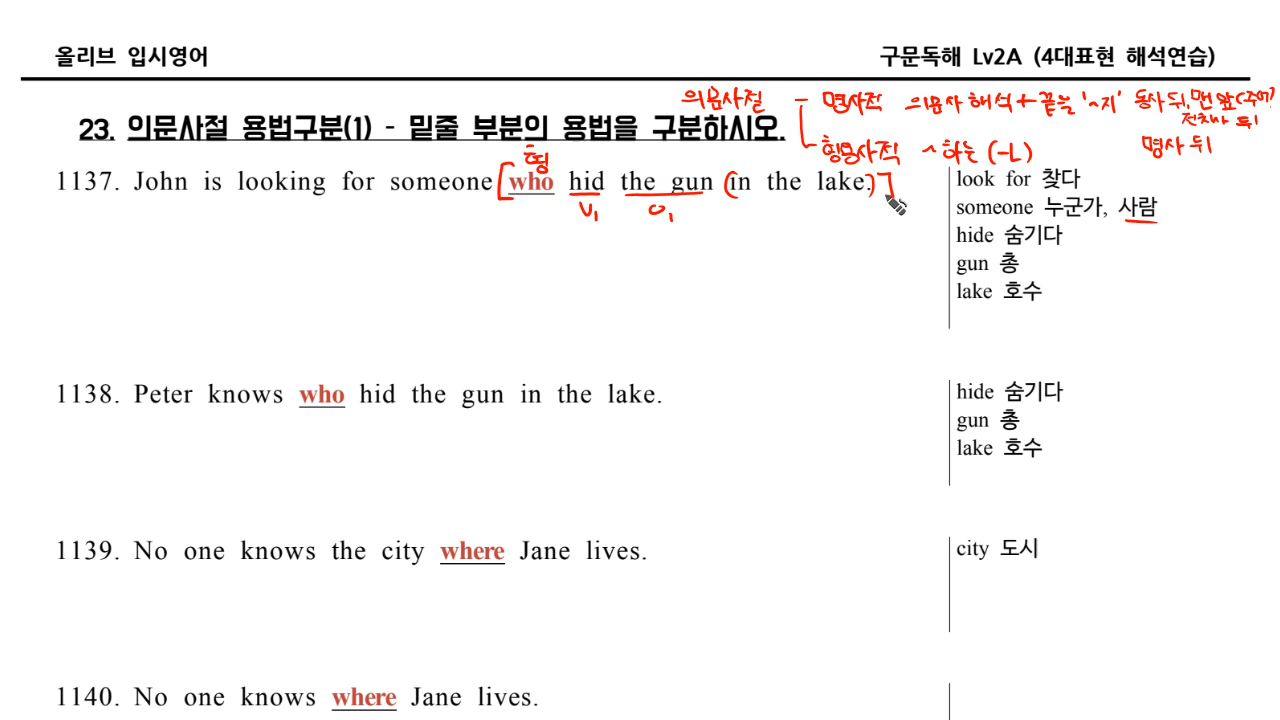 올리브 입시영어
구문독해 Lv2A (4대표현 해석연습)
의문사절 - 명사적 의문사 해석 + 끝을 '~지' 동사 뒤, 맨 앞(주어)
전치사 뒤
형용사적 ~하는 (-ㄴ) 명사 뒤
23. 의문사절 용법구분(1) - 밑줄 부분의 용법을 구분하시오.
형
1137. John is looking for someone [who hid the gun (in the lake.)]
V1 O1
look for 찾다
someone 누군가, 사람
hide 숨기다
gun 총
lake 호수
1138. Peter knows who hid the gun in the lake.
hide 숨기다
gun 총
lake 호수
1139. No one knows the city where Jane lives.
city 도시
1140. No one knows where Jane lives.